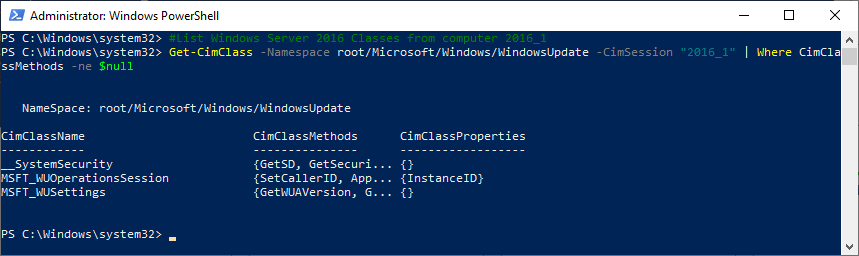 Administrator: Windows PowerShell
PS C:\Windows\system32> #List Windows Server 2016 Classes from computer 2016_1
PS C:\Windows\system32> Get-CimClass -Namespace root/Microsoft/Windows/WindowsUpdate -CimSession "2016_1" | Where CimCla
ssMethods -ne $null
NameSpace: root/Microsoft/Windows/WindowsUpdate
CimClassName CimClassMethods CimClassProperties
------------ --------------- ------------------
__SystemSecurity {GetSD, GetSecuri... {}
MSFT_WUOperationsSession {SetCallerID, App... {InstanceID}
MSFT_WUSettings {GetWUAVersion, G... {}
PS C:\Windows\system32>